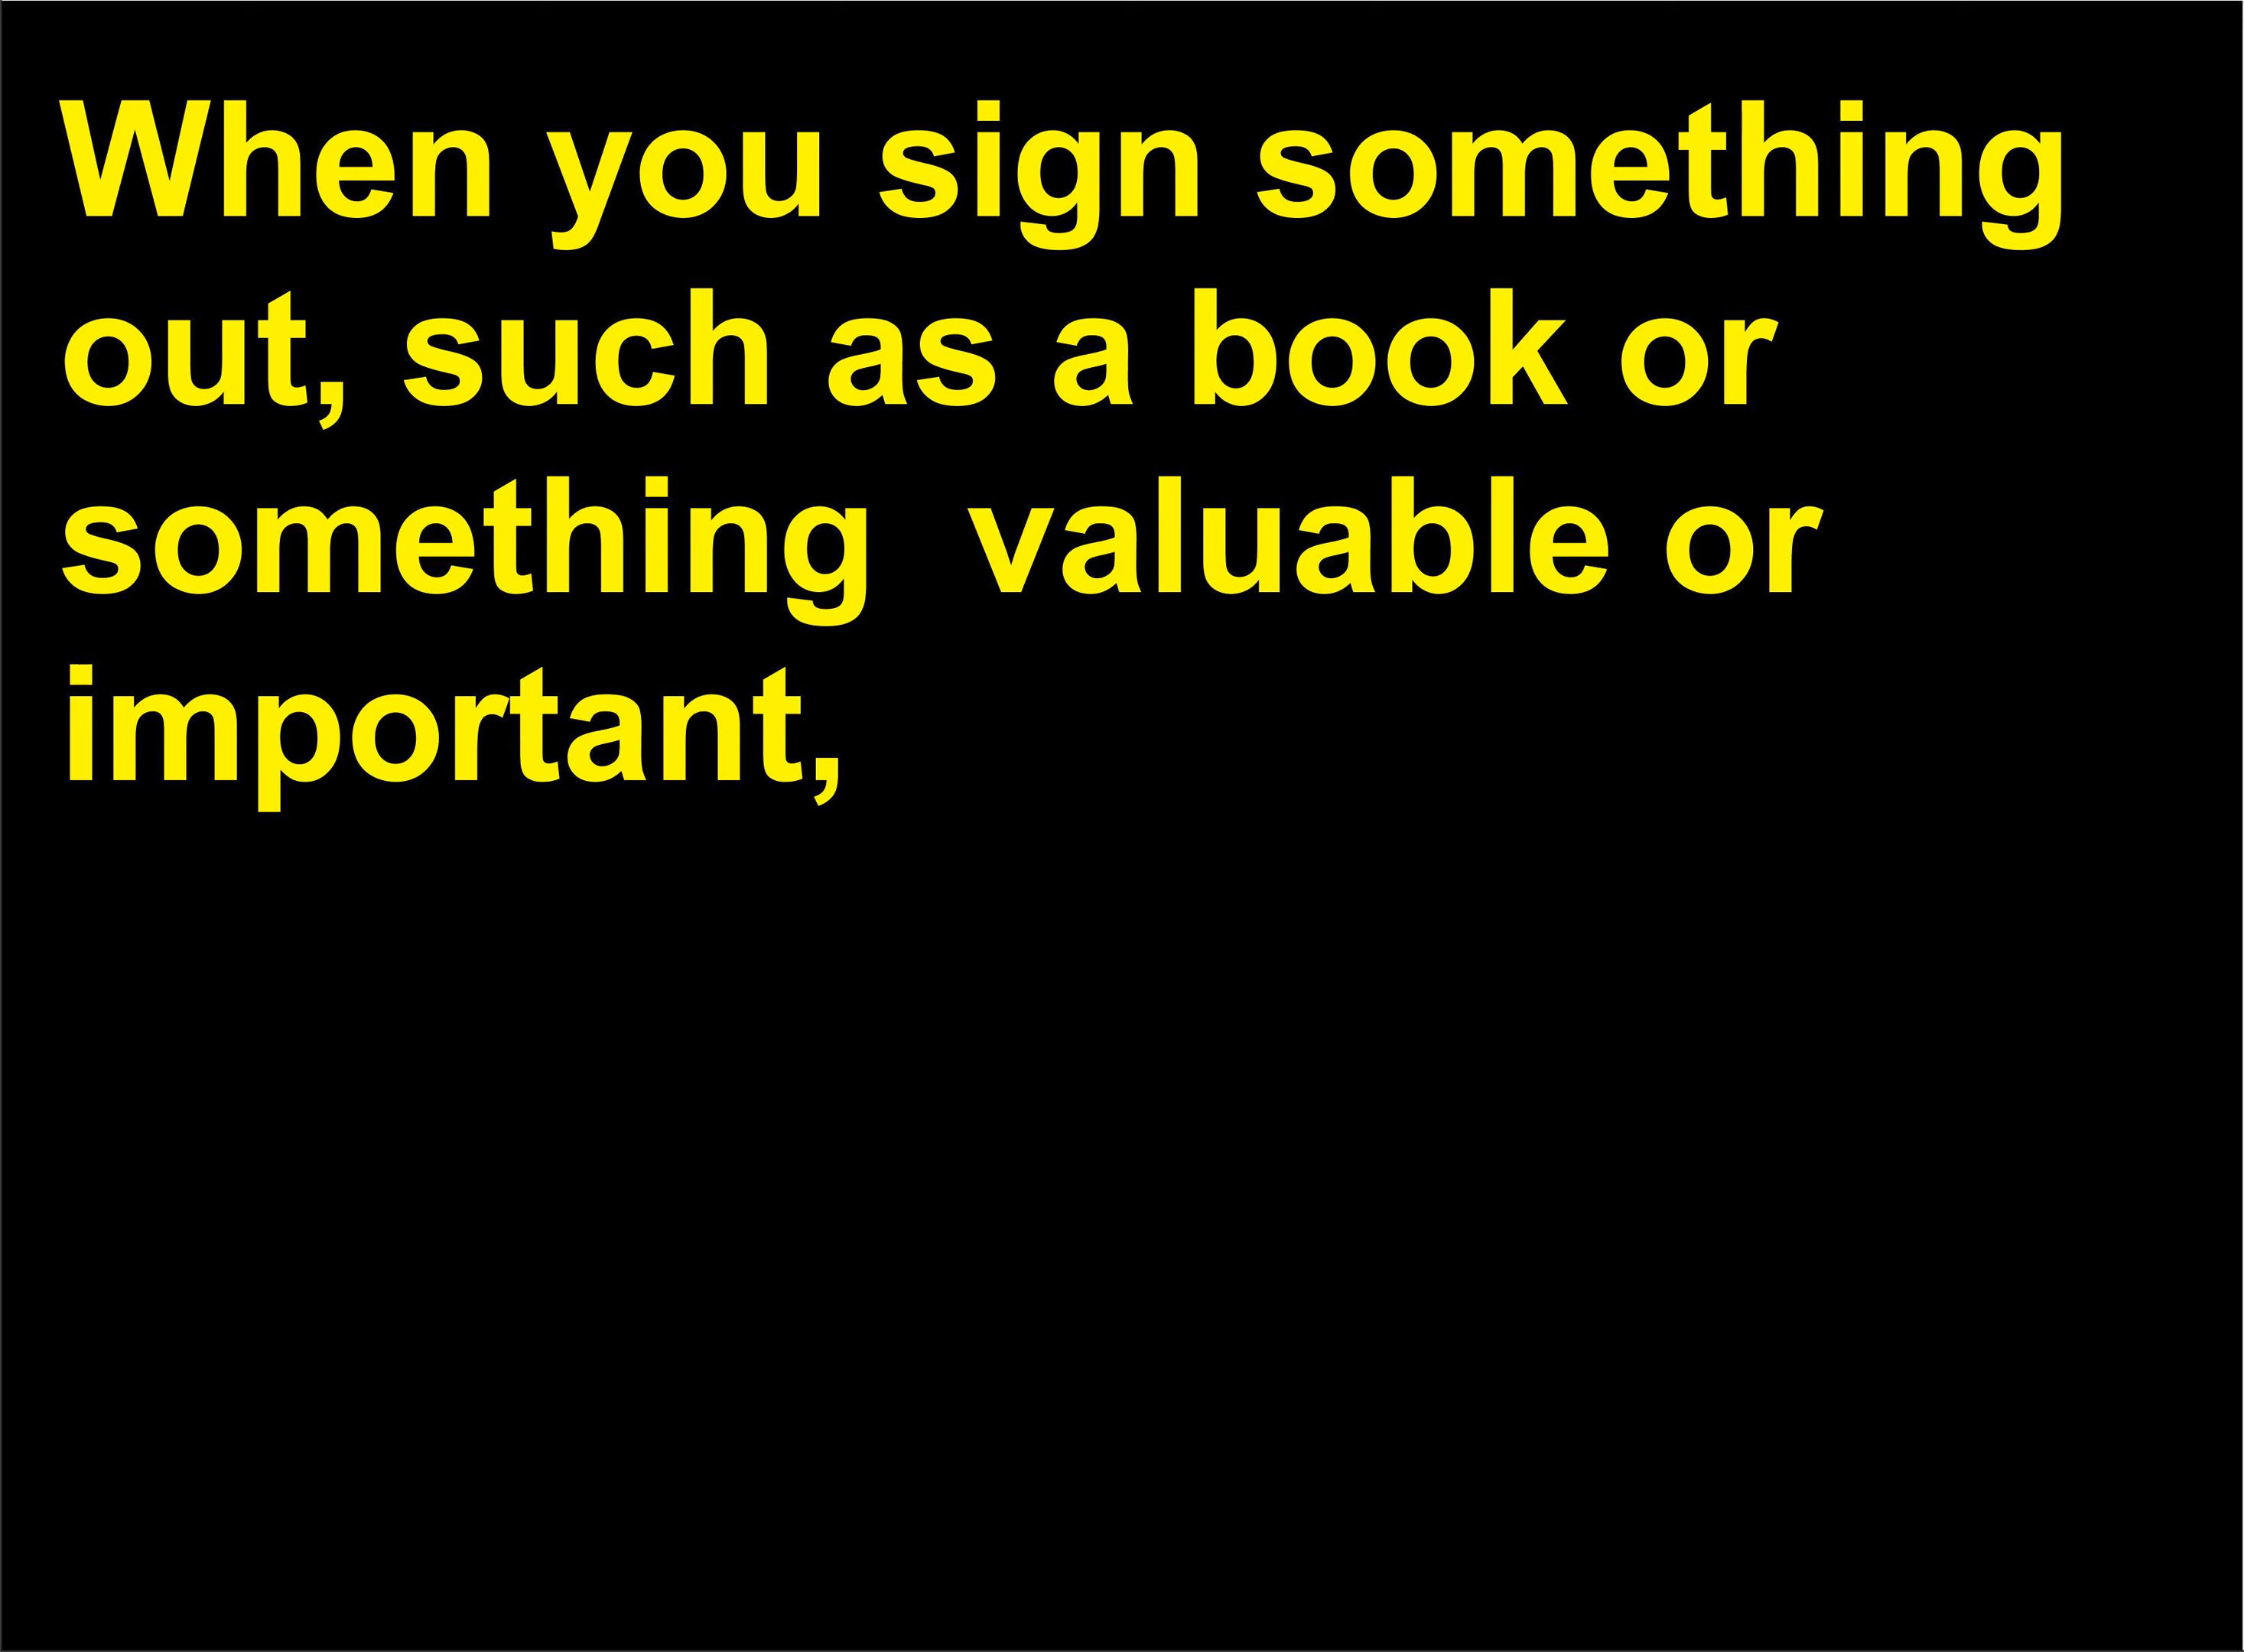 When you sign something
out, such as a book or
something  valuable or
important,